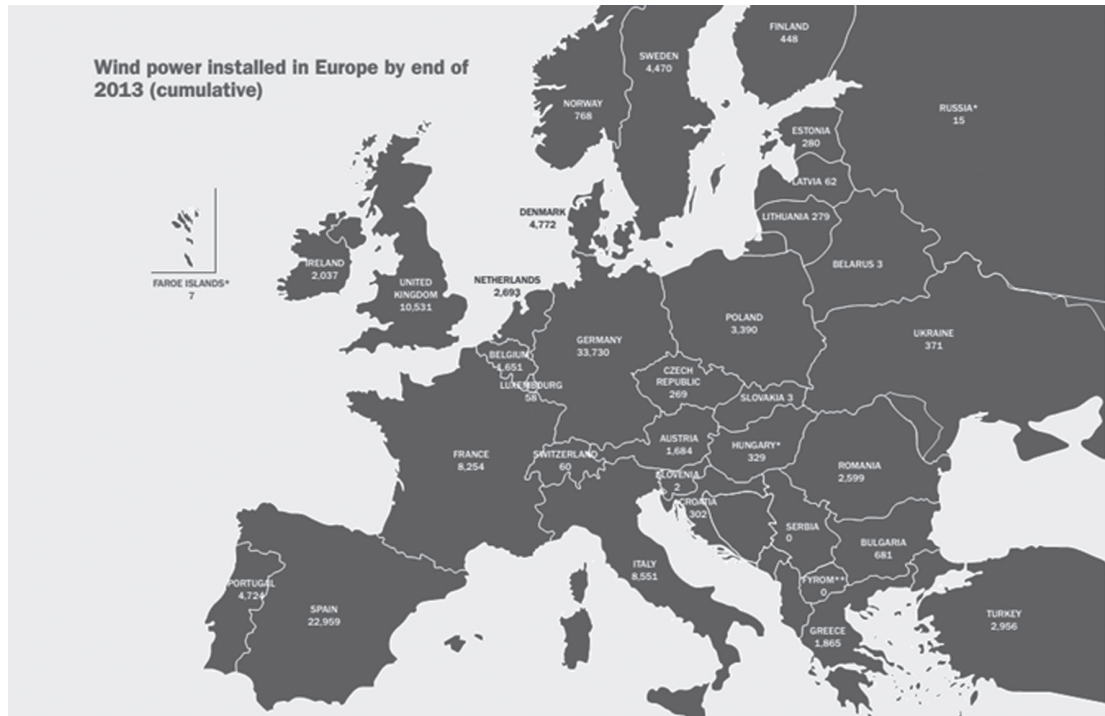 Wind power installed in Europe by end of
2013 (cumulative)
FINLAND
448
SWEDEN
4,470
NORWAY
768
RUSSIA*
15
ESTONIA
280
LATVIA 62
LITHUANIA 279
DENMARK
4,772
BELARUS 3
FAROE ISLANDS*
7
IRELAND
2,037
UNITED
KINGDOM
10,531
NETHERLANDS
2,693
POLAND
3,390
UKRAINE
371
GERMANY
33,730
BELGIUM
1,651
LUXEMBOURG
58
CZECH
REPUBLIC
269
SLOVAKIA 3
FRANCE
8,254
SWITZERLAND
60
AUSTRIA
1,684
HUNGARY*
329
ROMANIA
2,599
SLOVENIA
2
CROATIA
302
SERBIA
0
BULGARIA
681
ITALY
8,551
FYROM**
0
PORTUGAL
4,724
SPAIN
22,959
GREECE
1,865
TURKEY
2,956